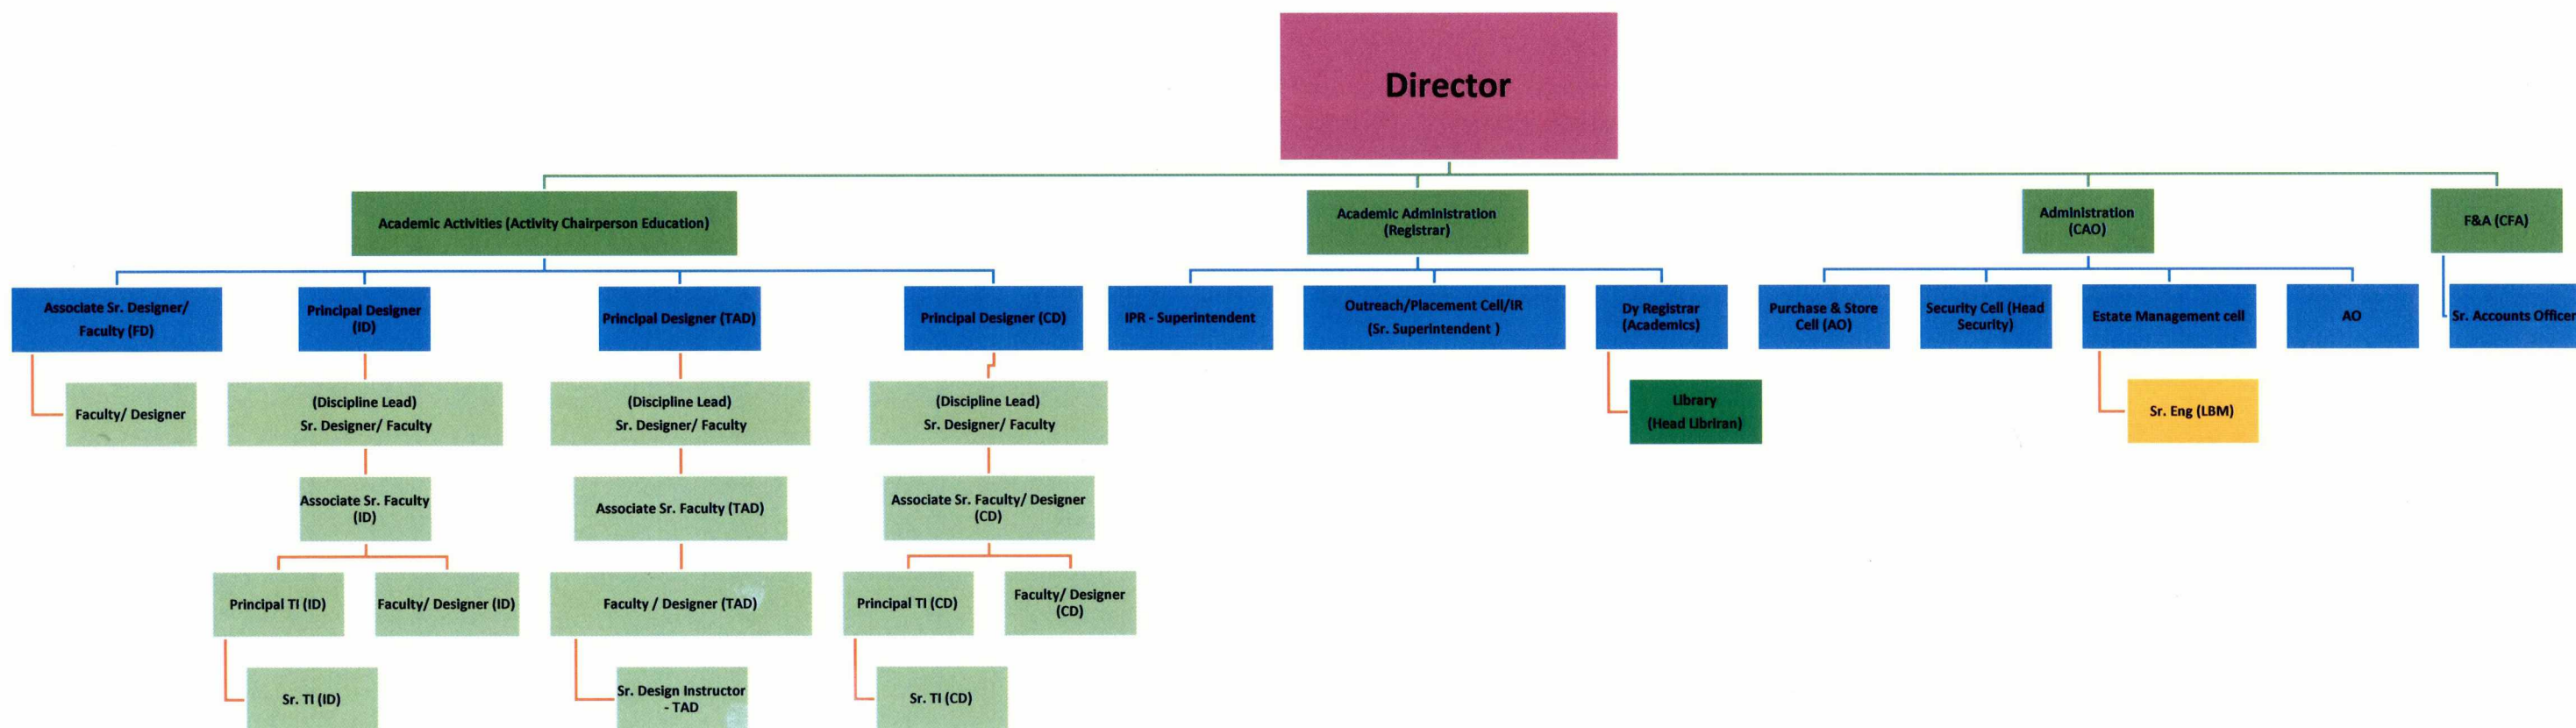 Director
Academic Activities (Activity Chairperson Education)
Academic Administration
(Registrar)
Administration
(CAO)
F&A (CFA)
Associate Sr. Designer/
Faculty (FD)
Principal Designer
(ID)
Principal Designer (TAD)
Principal Designer (CD)
IPR - Superintendent
Outreach/Placement Cell/IR
(Sr. Superintendent )
Dy Registrar
(Academics)
Purchase & Store
Cell (AO)
Security Cell (Head
Security)
Estate Management cell
AO
Sr. Accounts Officer
Faculty/ Designer
(Discipline Lead)
Sr. Designer/ Faculty
(Discipline Lead)
Sr. Designer/ Faculty
(Discipline Lead)
Sr. Designer/ Faculty
Library
(Head Libriran)
Sr. Eng (LBM)
Associate Sr. Faculty
(ID)
Associate Sr. Faculty (TAD)
Associate Sr. Faculty/ Designer
(CD)
Principal TI (ID)
Faculty/ Designer (ID)
Faculty / Designer (TAD)
Principal TI (CD)
Faculty/ Designer
(CD)
Sr. TI (ID)
Sr. Design Instructor
- TAD
Sr. TI (CD)